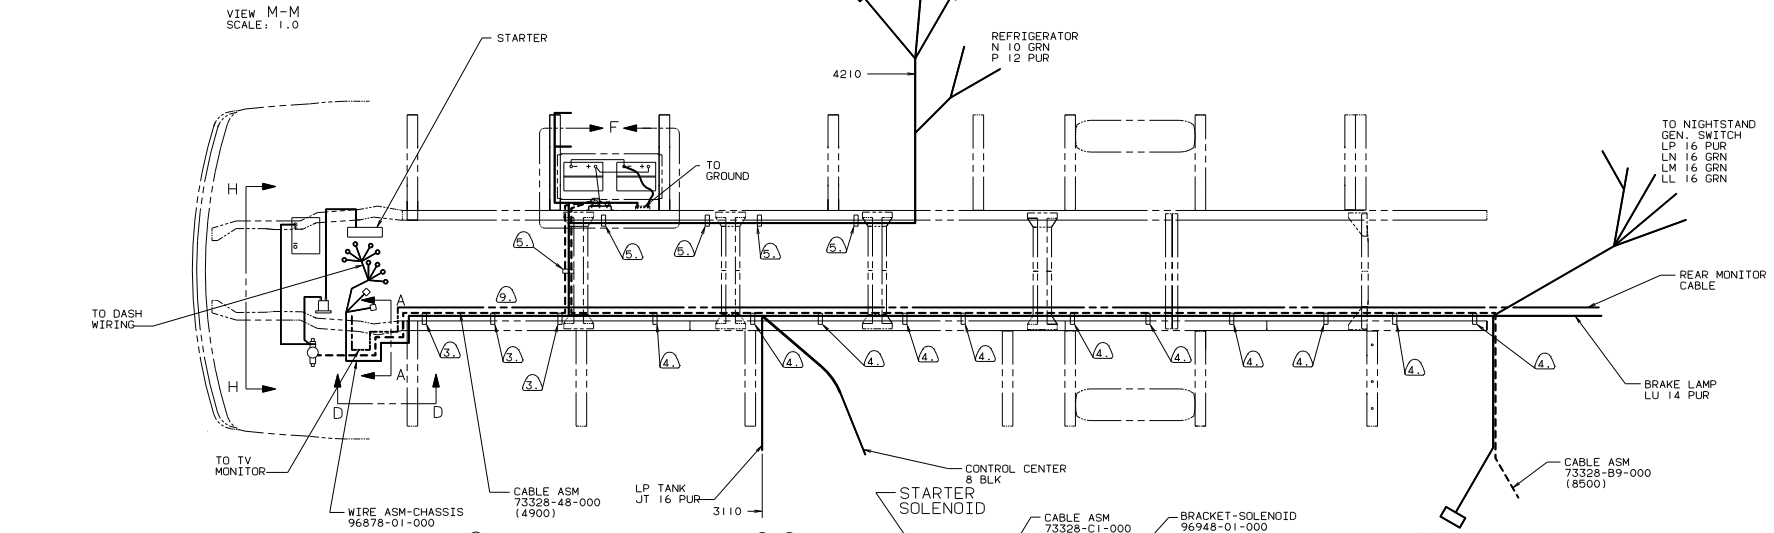 VIEW M-M
SCALE: 1.0
STARTER
REFRIGERATOR
N 10 GRN
P 12 PUR
4210
TO NIGHTSTAND
GEN. SWITCH
LP 16 PUR
LN 16 GRN
LM 16 GRN
LL 16 GRN
F
TO
GROUND
H
5.
5.
5.
5.
5.
REAR MONITOR
CABLE
9.
A
TO DASH
WIRING
3.
3.
3.
4.
4.
4.
4.
4.
4.
4.
4.
4.
4.
4.
A
H
D
D
BRAKE LAMP
LU 14 PUR
TO TV
MONITOR
CONTROL CENTER
8 BLK
CABLE ASM
73328-B9-000
(8500)
LP TANK
JT 16 PUR
CABLE ASM
73328-48-000
(4900)
STARTER
SOLENOID
3110
WIRE ASM-CHASSIS
96878-01-000
CABLE ASM
73328-C1-000
BRACKET-SOLENOID
96948-01-000